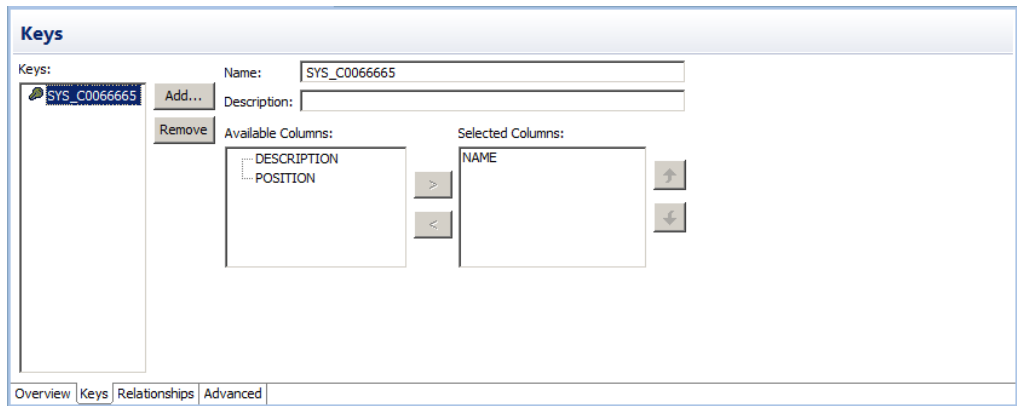 Keys
Keys:
SYS_C0066665
Add...
Remove
Name: SYS_C0066665
Description:
Available Columns:
DESCRIPTION
POSITION
>
<
Selected Columns:
NAME
Overview Keys Relationships Advanced